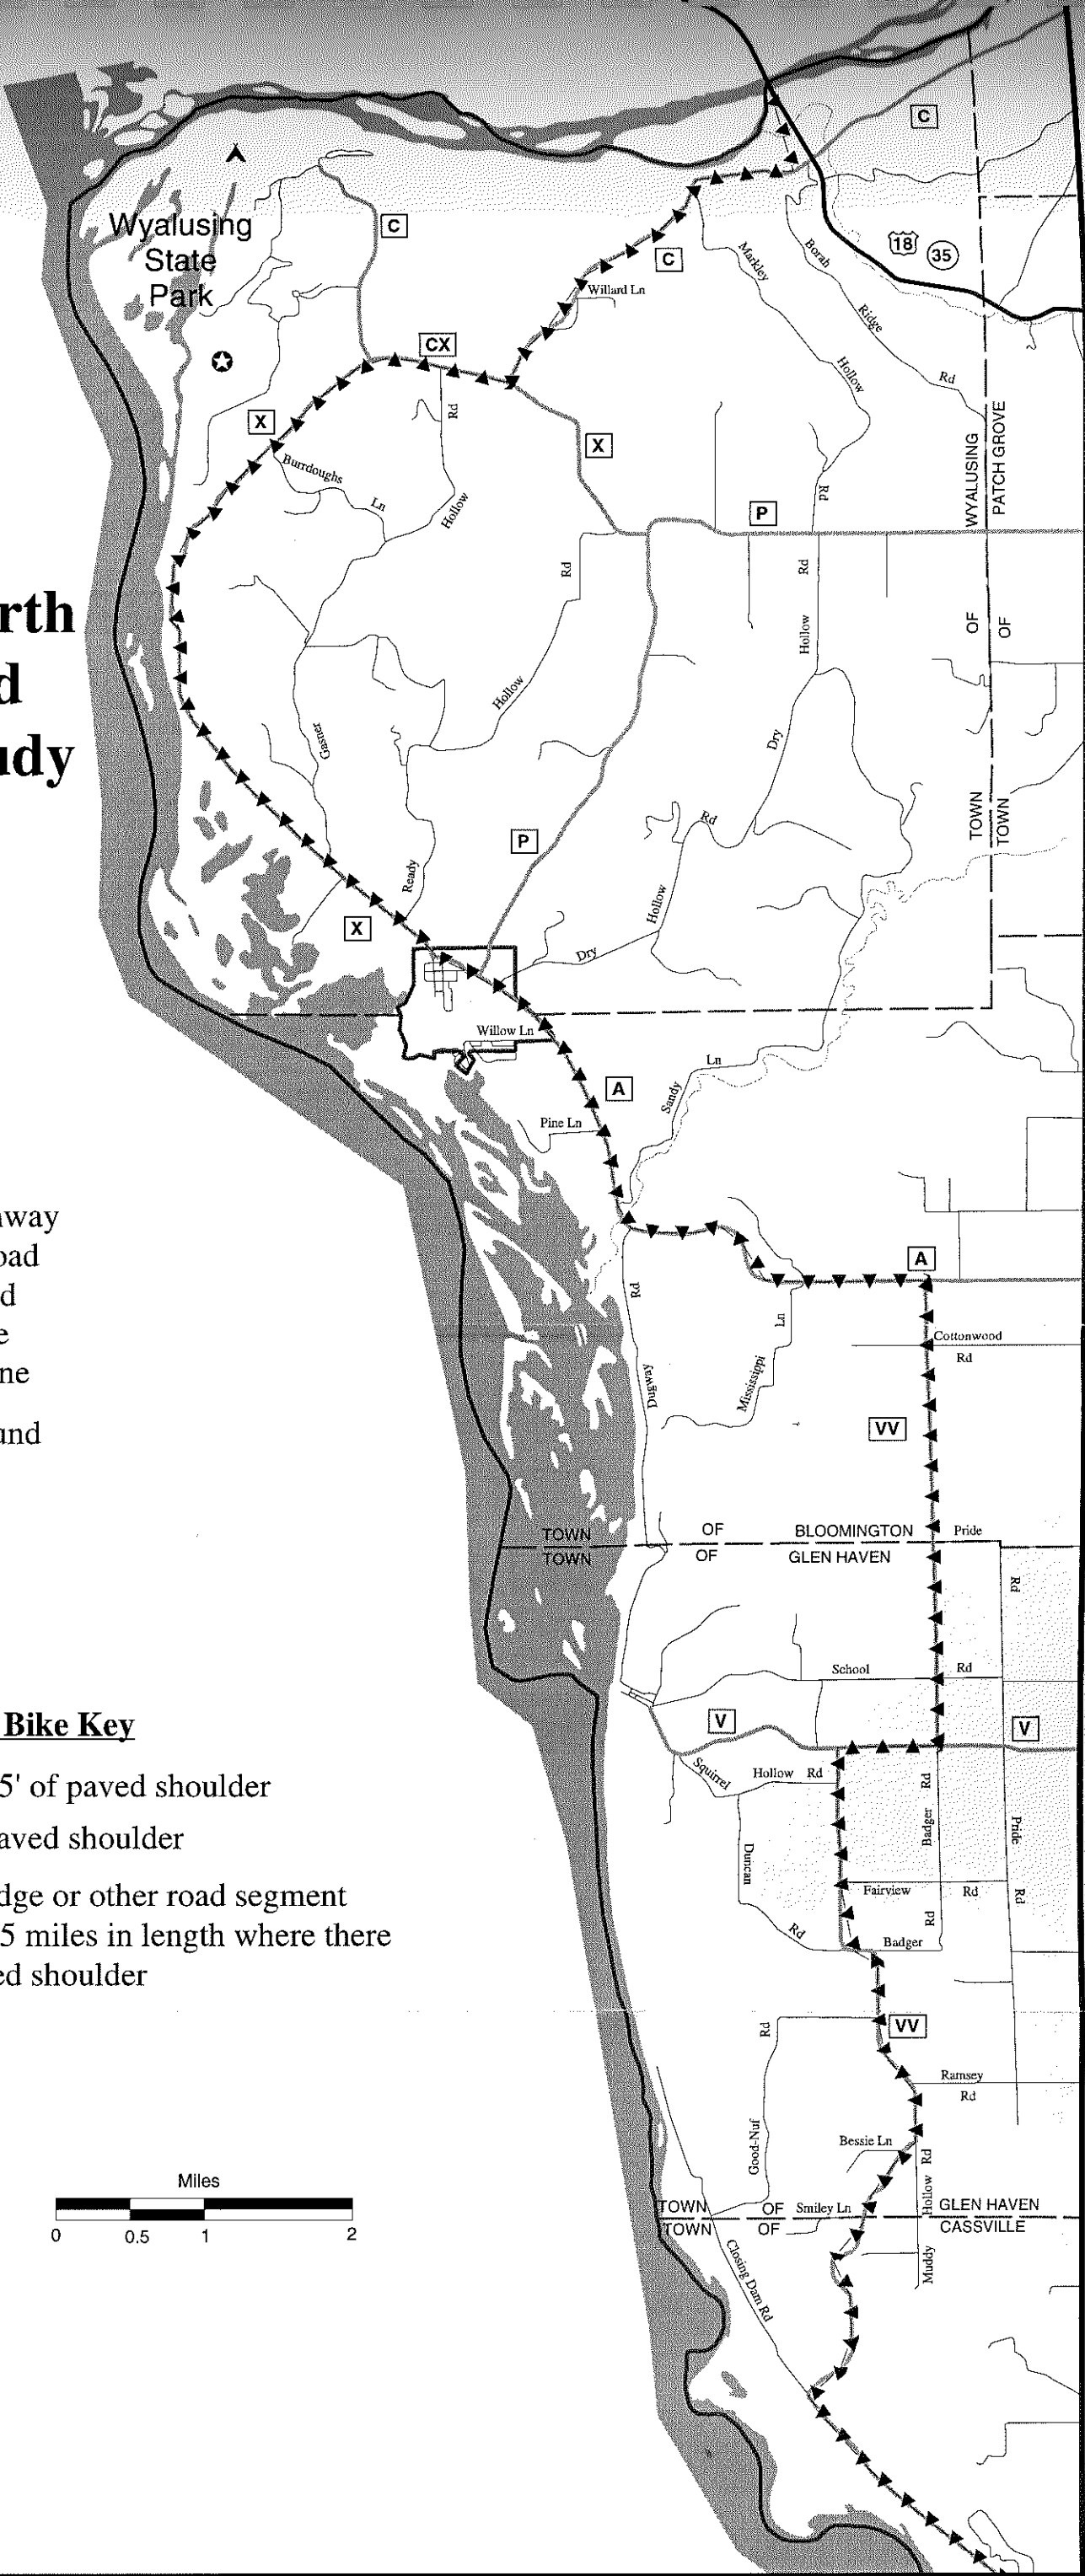 C
Wyalusing
State
Park
C
18
35
C
Markley
Hollow
Rd
Borah
Ridge
Rd
Willard Ln
CX
Rd
Hollow
X
X
Burrdoughs
Ln
P
WYALUSING
PATCH GROVE
OF
OF
TOWN
TOWN
rth
d
udy
Rd
Hollow
Rd
Hollow
Dry
Rd
Hollow
Dry
Gasner
Ready
P
X
Willow Ln
A
Sandy
Ln
Pine Ln
way
oad
d
e
ne
und
A
Rd
Dugway
Ln
Mississippi
Cottonwood
Rd
VV
TOWN OF BLOOMINGTON
TOWN OF GLEN HAVEN
Pride
Rd
School Rd
V
V
Squirrel
Hollow Rd
Duncan
Rd
Rd
Badger
Rd
Pride
Rd
Fairview Rd
Badger
Bike Key
5' of paved shoulder
aved shoulder
dge or other road segment
5 miles in length where there
ed shoulder
VV
Rd
Good-Nuf
Ramsey
Rd
Bessie Ln
Rd
Hollow
Muddy
Miles
0 0.5 1 2
TOWN OF Smiley Ln GLEN HAVEN
TOWN OF CASSVILLE
Closing Dam Rd